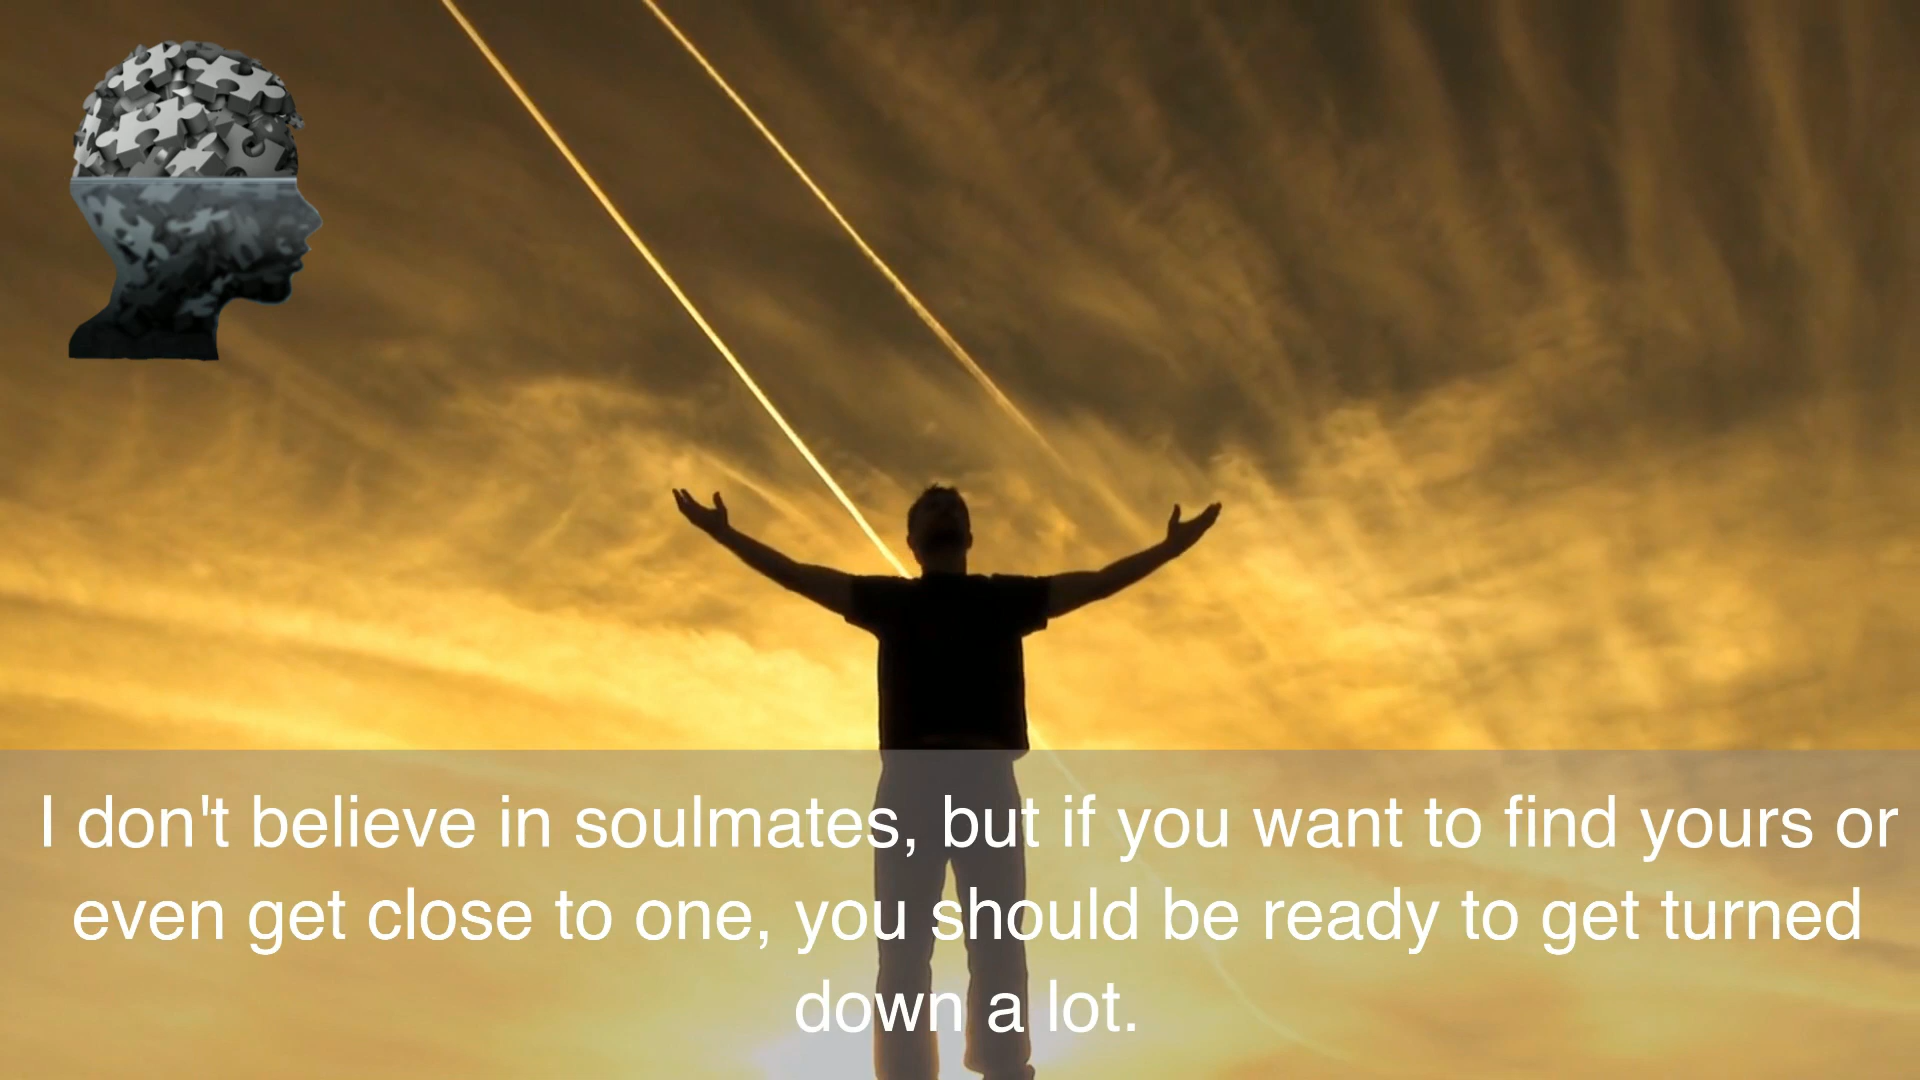 I don't believe in soulmates, but if you want to find yours or
even get close to one, you should be ready to get turned
down a lot.